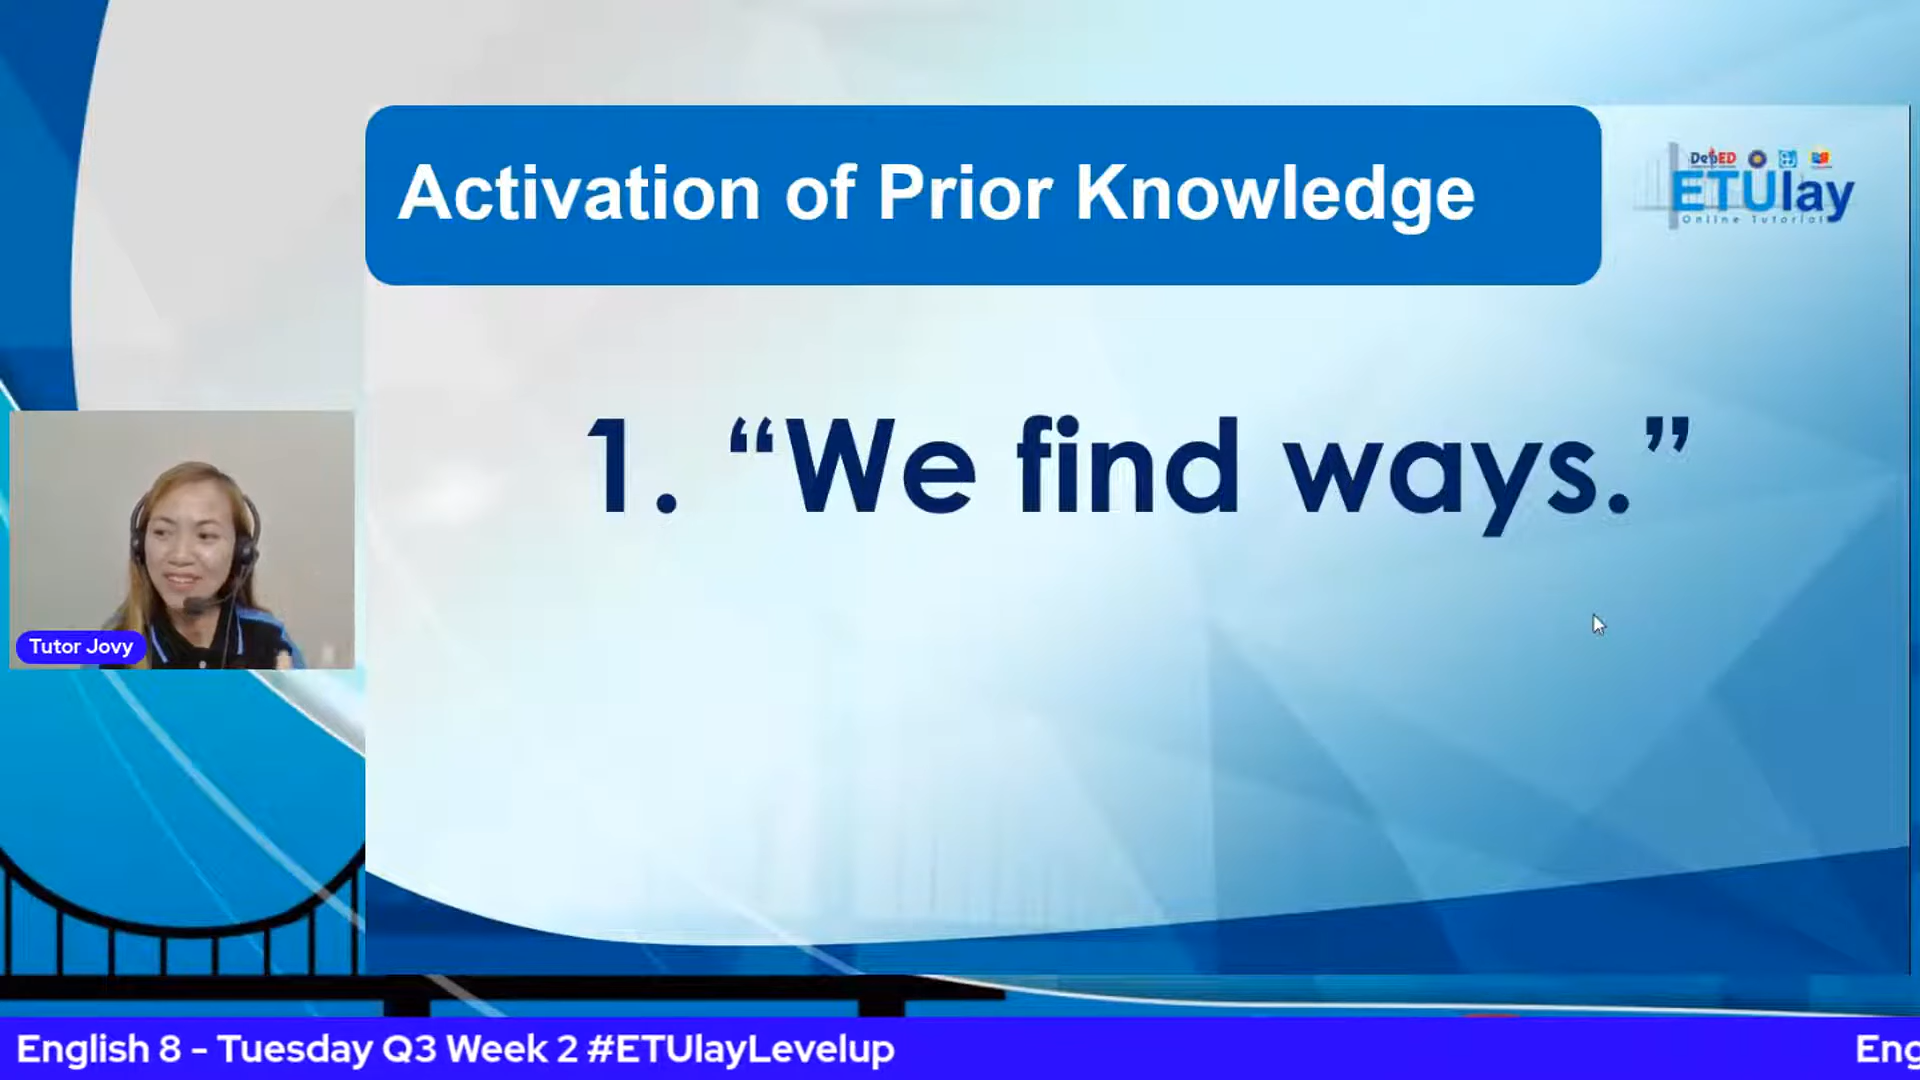 Activation of Prior Knowledge
DepED
ETUlay
Online Tutorial
1. “We find ways.”
Tutor Jovy
English 8 - Tuesday Q3 Week 2 #ETUlayLevelup
Eng